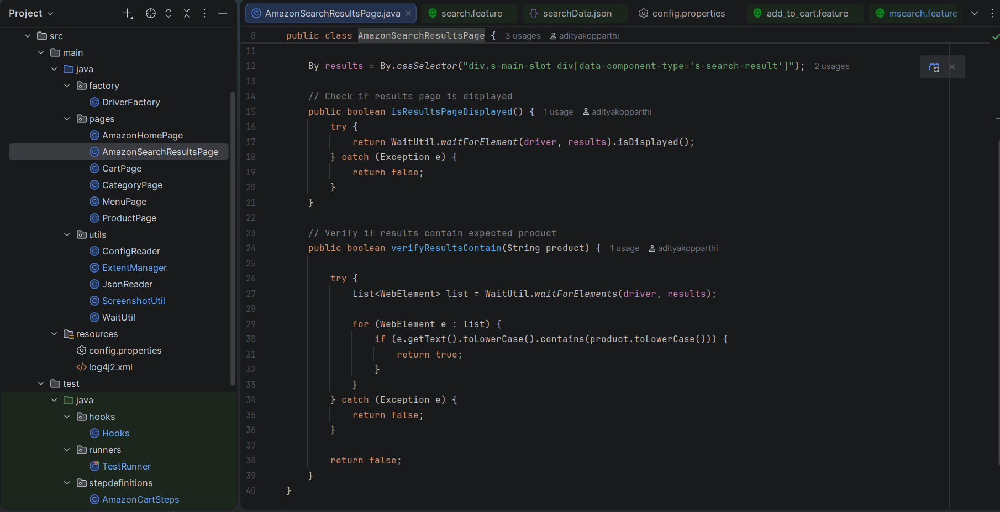 Project
src
main
java
factory
DriverFactory
pages
AmazonHomePage
AmazonSearchResultsPage
CartPage
CategoryPage
MenuPage
ProductPage
utils
ConfigReader
ExtentManager
JsonReader
ScreenshotUtil
WaitUtil
resources
config.properties
log4j2.xml
test
java
hooks
Hooks
runners
TestRunner
stepdefinitions
AmazonCartSteps
AmazonSearchResultsPage.java search.feature searchData.json config.properties add_to_cart.feature msearch.feature
8 public class AmazonSearchResultsPage { 3 usages adityakopparthi
11
12 By results = By.cssSelector("div.s-main-slot div[data-component-type='s-search-result']"); 2 usages
13
14 // Check if results page is displayed
15 public boolean isResultsPageDisplayed() { 1 usage adityakopparthi
16 try {
17 return WaitUtil.waitForElement(driver, results).isDisplayed();
18 } catch (Exception e) {
19 return false;
20 }
21 }
22
23 // Verify if results contain expected product
24 public boolean verifyResultsContain(String product) { 1 usage adityakopparthi
25
26 try {
27 List<WebElement> list = WaitUtil.waitForElements(driver, results);
28
29 for (WebElement e : list) {
30 if (e.getText().toLowerCase().contains(product.toLowerCase())) {
31 return true;
32 }
33 }
34 } catch (Exception e) {
35 return false;
36 }
37
38 return false;
39 }
40 }